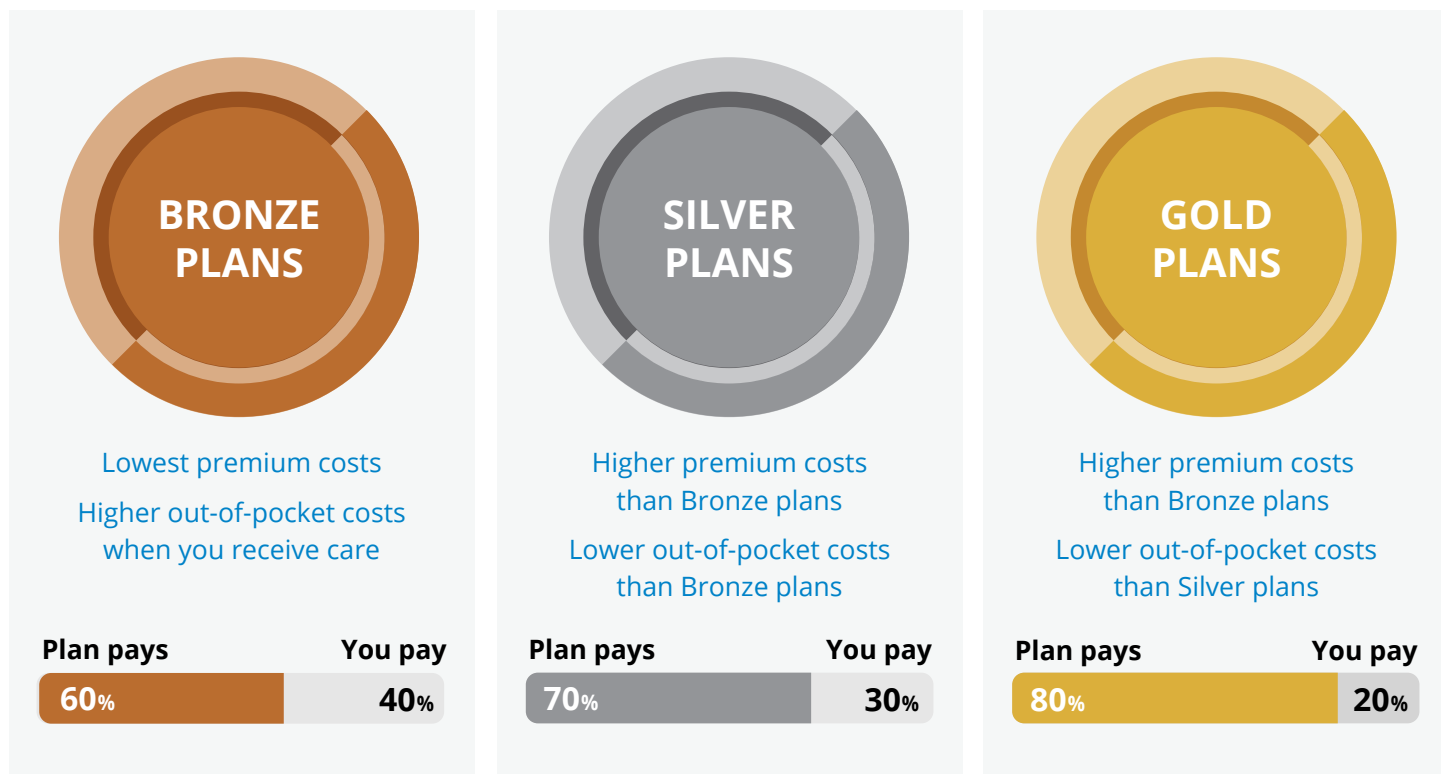 BRONZE
PLANS
Lowest premium costs
Higher out-of-pocket costs
when you receive care
Plan pays You pay
60% 40%
SILVER
PLANS
Higher premium costs
than Bronze plans
Lower out-of-pocket costs
than Bronze plans
Plan pays You pay
70% 30%
GOLD
PLANS
Higher premium costs
than Bronze plans
Lower out-of-pocket costs
than Silver plans
Plan pays You pay
80% 20%